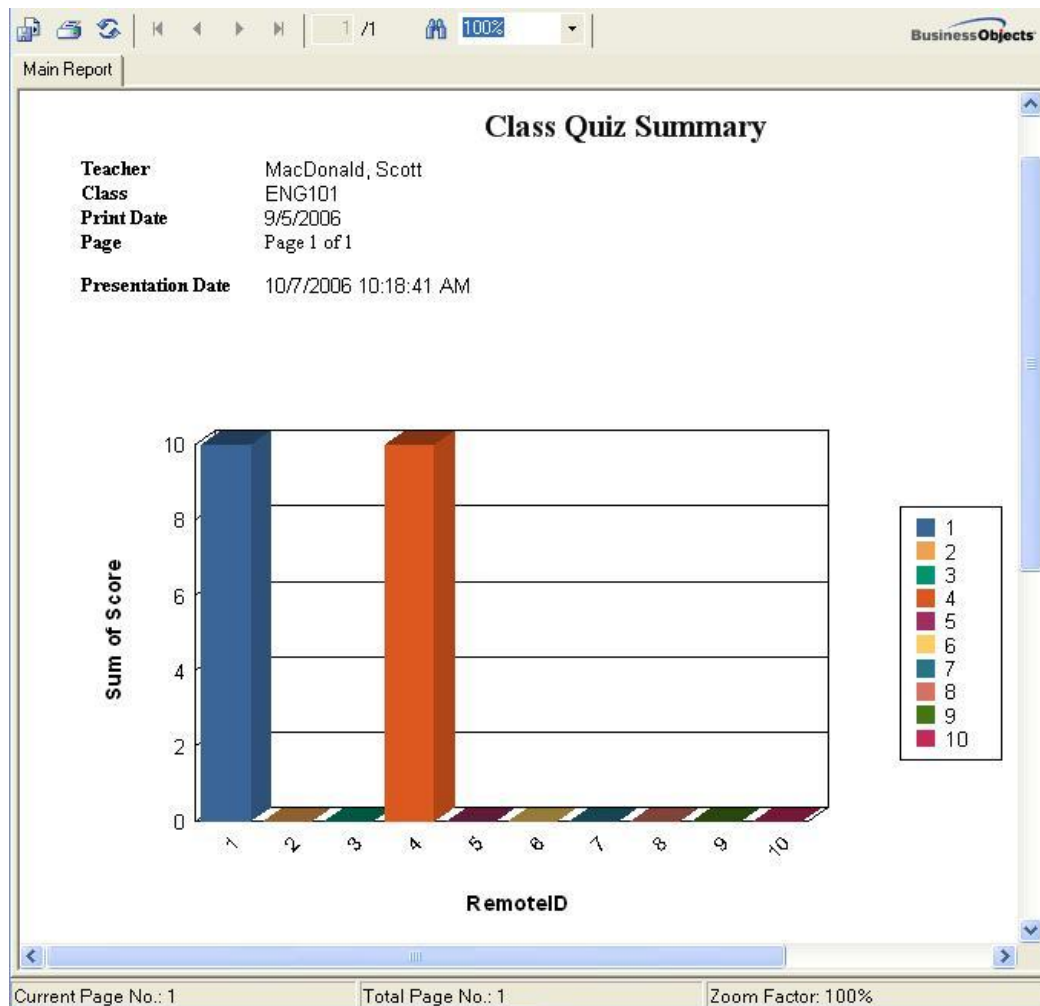 1 /1 100% BusinessObjects
Main Report
Class Quiz Summary
Teacher MacDonald, Scott
Class ENG101
Print Date 9/5/2006
Page Page 1 of 1
Presentation Date 10/7/2006 10:18:41 AM
10
8
6
4
2
0
Sum of Score
1 2 3 4 5 6 7 8 9 10
RemoteID
1
2
3
4
5
6
7
8
9
10
Current Page No.: 1 Total Page No.: 1 Zoom Factor: 100%